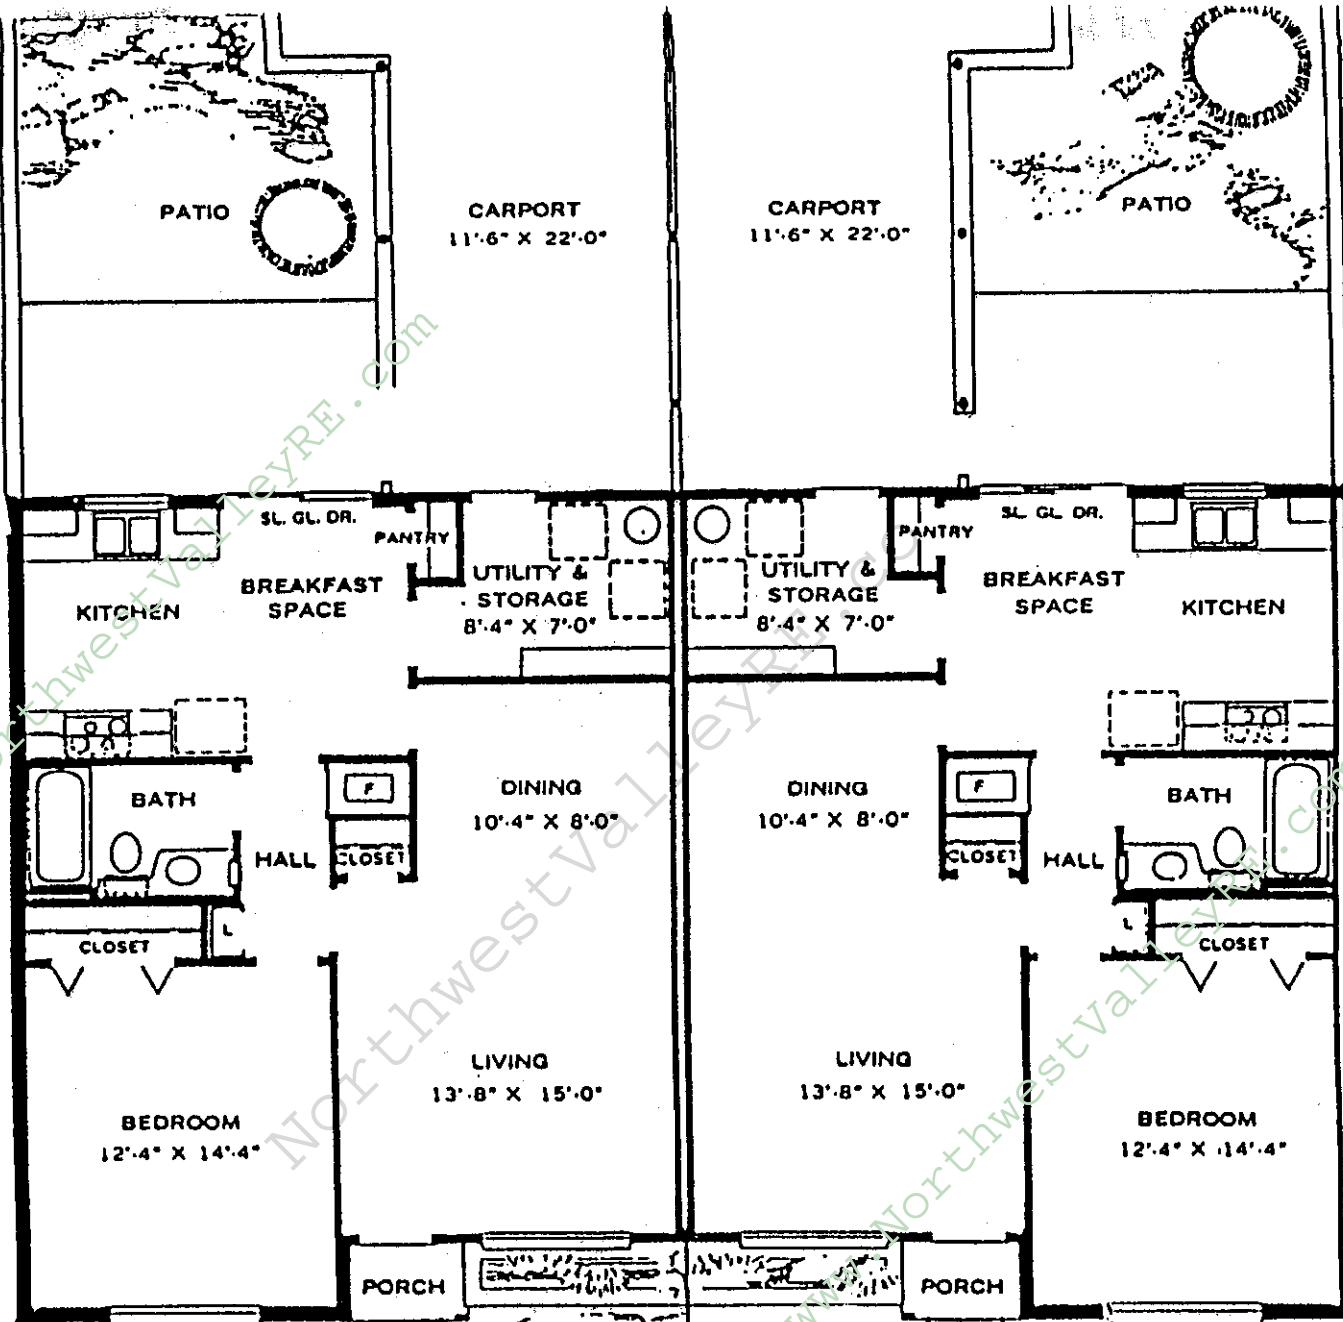 PATIO
CARPORT
11'·6" X 22'·0"
CARPORT
11'·6" X 22'·0"
PATIO
SL. GL. DR.
PANTRY
UTILITY &
STORAGE
8'·4" X 7'·0"
BREAKFAST
SPACE
KITCHEN
UTILITY &
STORAGE
8'·4" X 7'·0"
PANTRY
SL. GL. DR.
BREAKFAST
SPACE
KITCHEN
BATH
F
HALL
CLOSET
DINING
10'·4" X 8'·0"
DINING
10'·4" X 8'·0"
F
CLOSET
HALL
BATH
CLOSET
L
L
CLOSET
LIVING
13'·8" X 15'·0"
LIVING
13'·8" X 15'·0"
BEDROOM
12'·4" X 14'·4"
BEDROOM
12'·4" X 14'·4"
PORCH
PORCH
NorthwestValleyRE.com
NorthwestValleyRE.co
www.NorthwestValleyRE.com